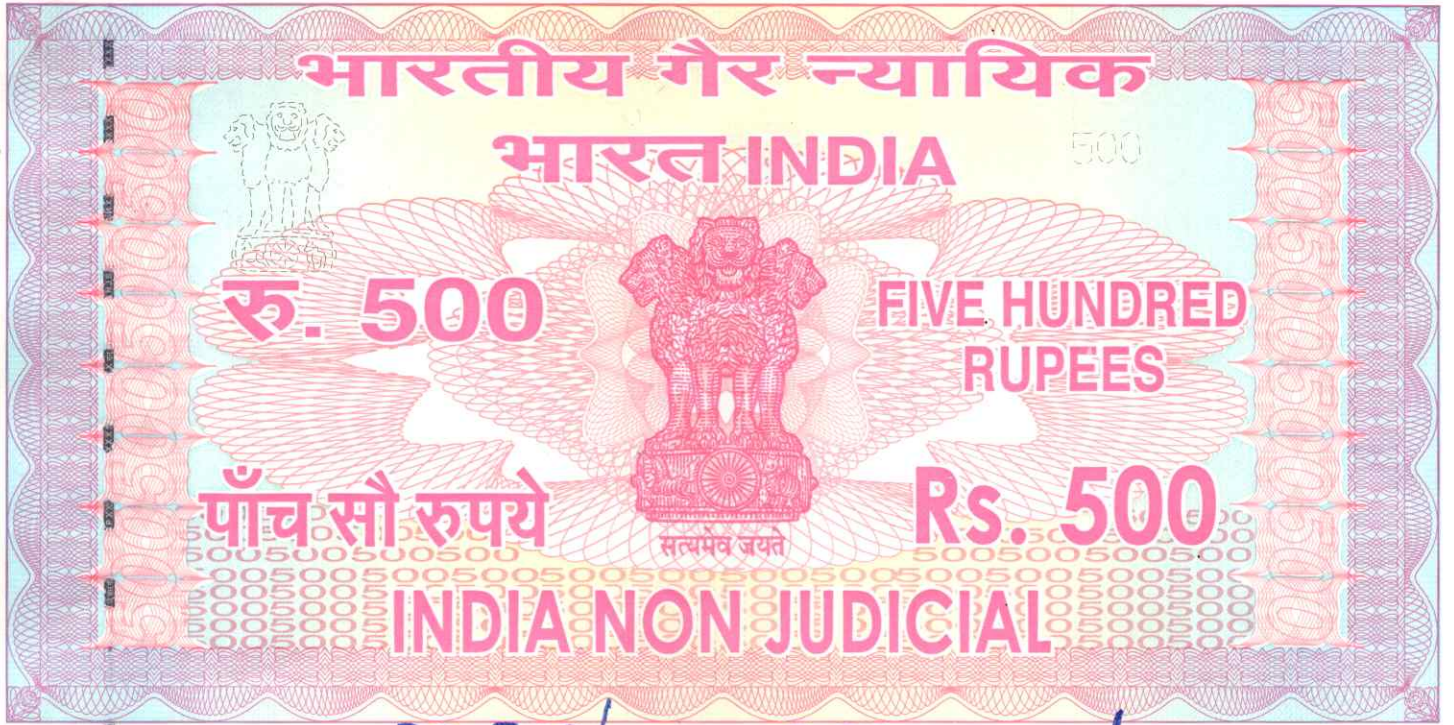 भारतीय गैर न्यायिक
भारत INDIA
500
रु. 500
FIVE HUNDRED
RUPEES
पाँच सौ रुपये
Rs. 500
सत्यमेव जयते
INDIA NON JUDICIAL